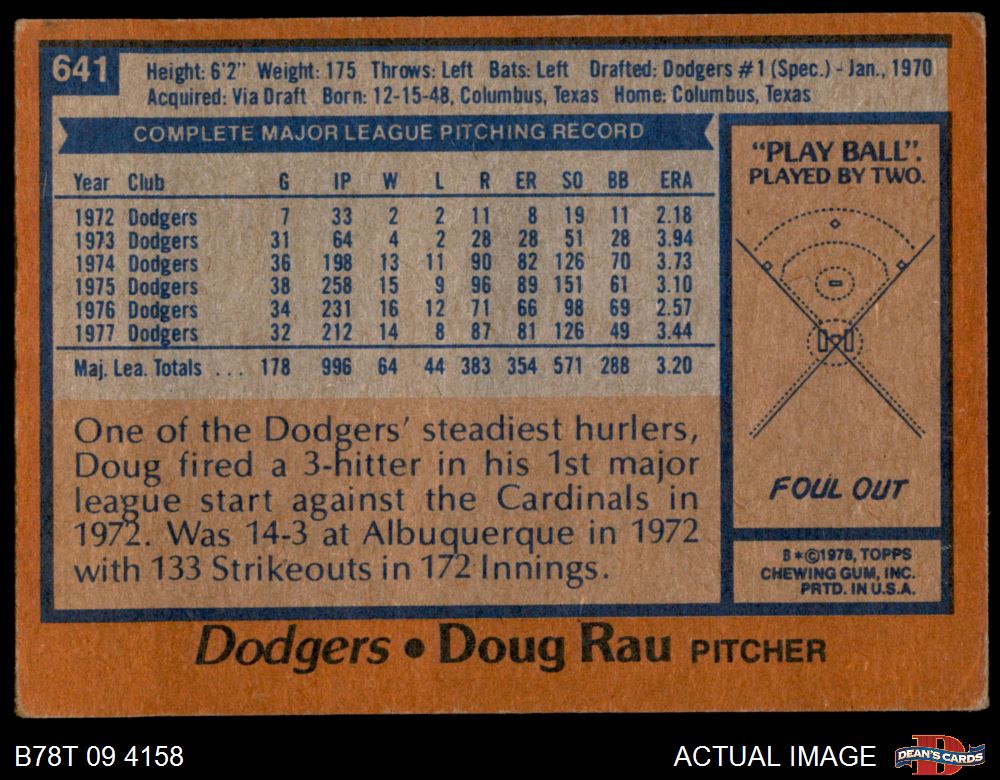 641
Height: 6'2" Weight: 175 Throws: Left Bats: Left Drafted: Dodgers #1 (Spec.) - Jan., 1970
Acquired: Via Draft Born: 12-15-48, Columbus, Texas Home: Columbus, Texas
COMPLETE MAJOR LEAGUE PITCHING RECORD
Year Club G IP W L R ER SO BB ERA
1972 Dodgers 7 33 2 2 11 8 19 11 2.18
1973 Dodgers 31 64 4 2 28 28 51 28 3.94
1974 Dodgers 36 198 13 11 90 82 126 70 3.73
1975 Dodgers 38 258 15 9 96 89 151 61 3.10
1976 Dodgers 34 231 16 12 71 66 98 69 2.57
1977 Dodgers 32 212 14 8 87 81 126 49 3.44
Maj. Lea. Totals ... 178 996 64 44 383 354 571 288 3.20
One of the Dodgers' steadiest hurlers,
Doug fired a 3-hitter in his 1st major
league start against the Cardinals in
1972. Was 14-3 at Albuquerque in 1972
with 133 Strikeouts in 172 Innings.
"PLAY BALL".
PLAYED BY TWO.
FOUL OUT
B*©1978, TOPPS
CHEWING GUM, INC.
PRTD. IN U.S.A.
Dodgers • Doug Rau PITCHER
B78T 09 4158
ACTUAL IMAGE
D
DEAN'S CARDS